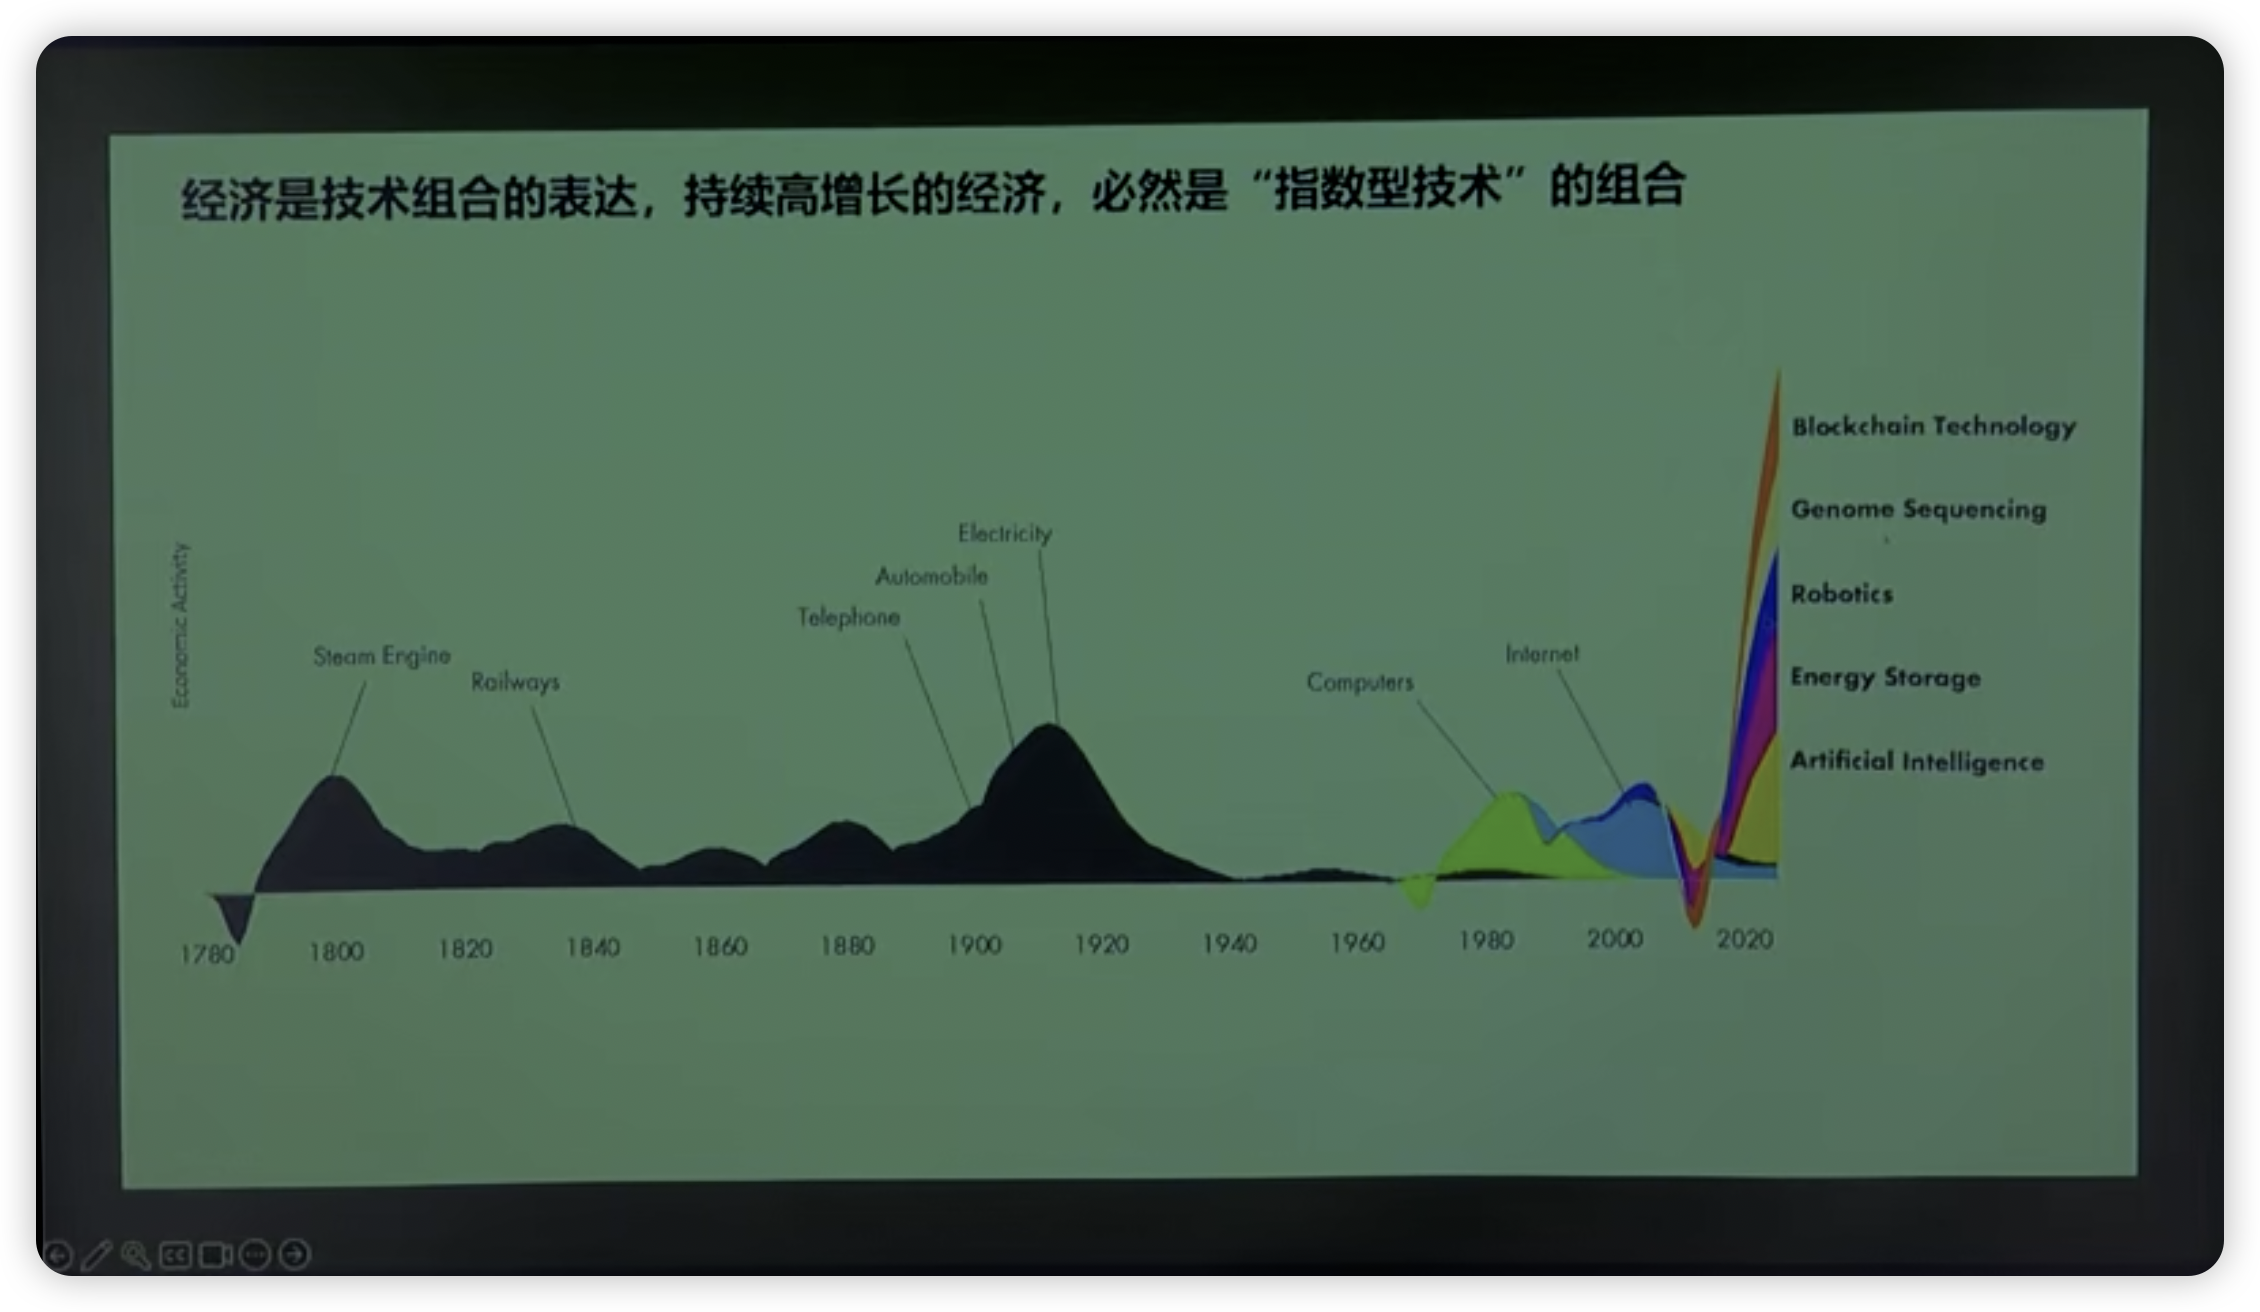 经济是技术组合的表达，持续高增长的经济，必然是“指数型技术”的组合
Blockchain Technology
Genome Sequencing
Electricity
Automobile
Robotics
Telephone
Economic Activity
Steam Engine
Railways
Computers
Internet
Energy Storage
Artificial Intelligence
1780 1800 1820 1840 1860 1880 1900 1920 1940 1960 1980 2000 2020
CC